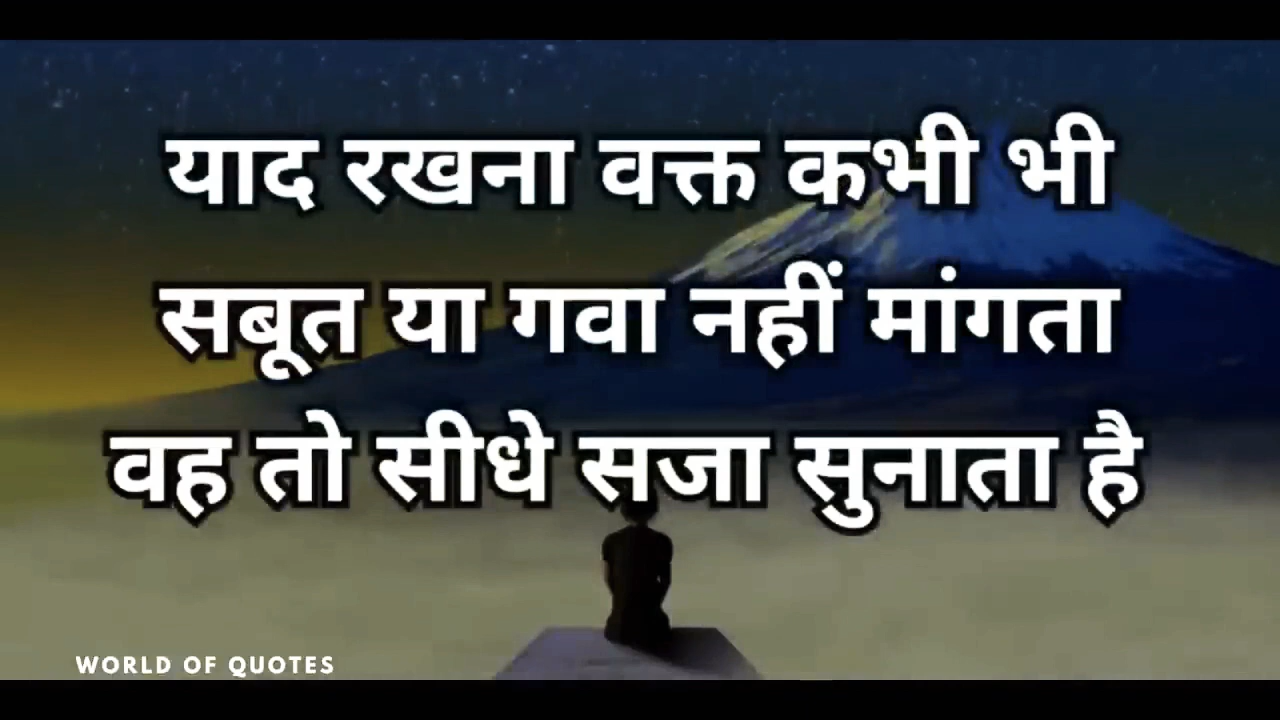 याद रखना वक्त कभी भी
सबूत या गवा नहीं मांगता
वह तो सीधे सजा सुनाता है
WORLD OF QUOTES